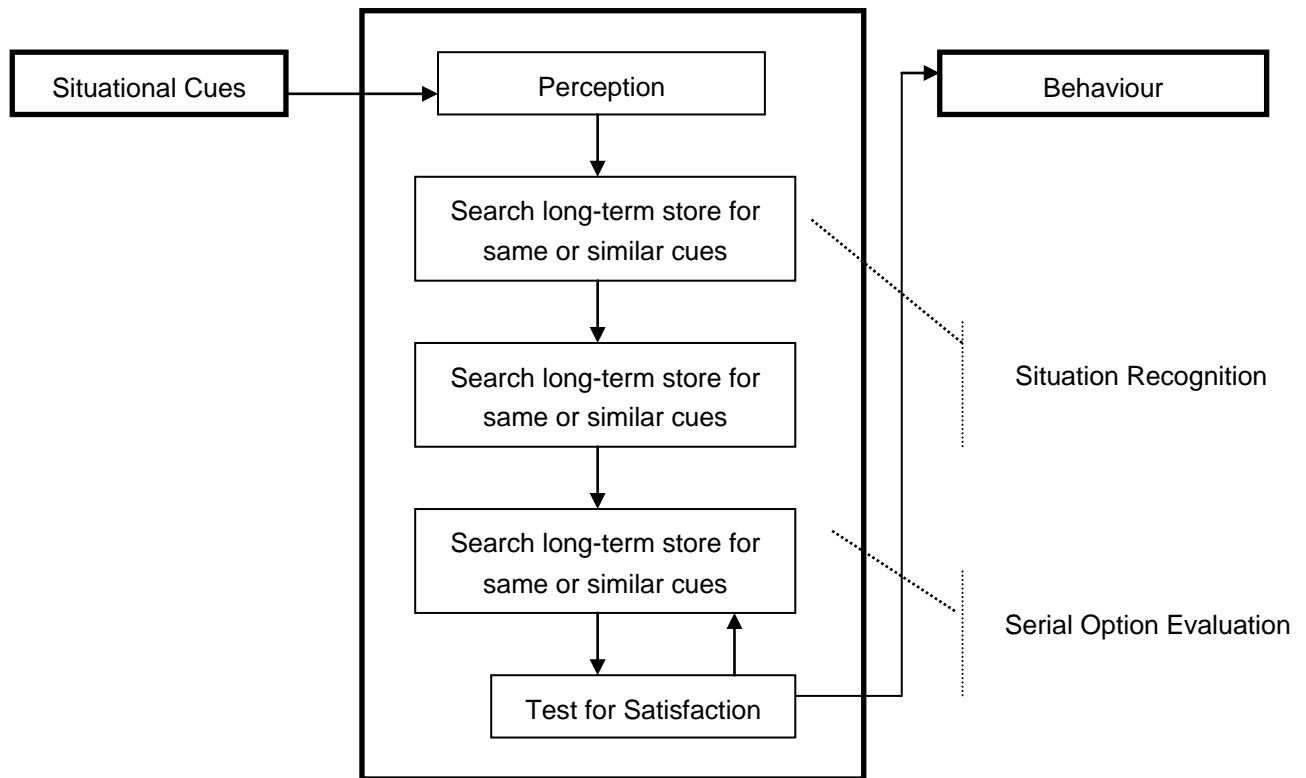 Situational Cues
Perception
Behaviour
Search long-term store for
same or similar cues
Search long-term store for
same or similar cues
Situation Recognition
Search long-term store for
same or similar cues
Serial Option Evaluation
Test for Satisfaction